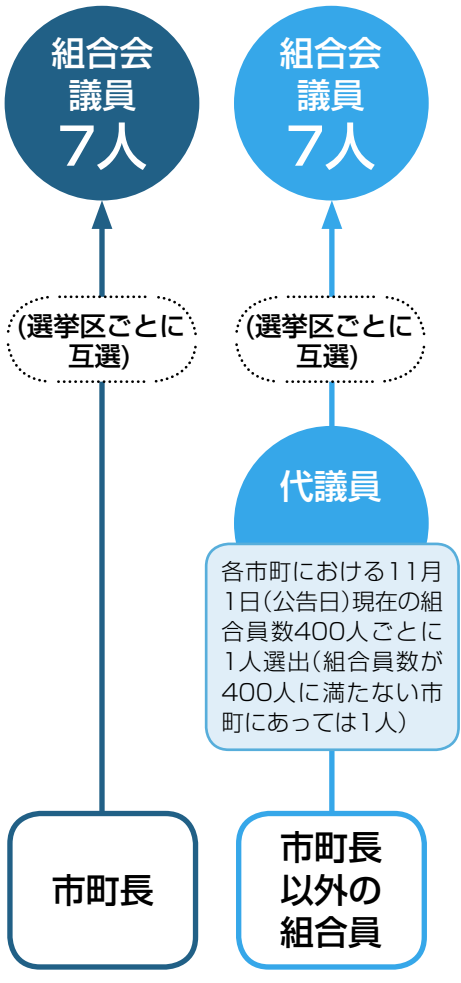 組合会
議員
7人
組合会
議員
7人
(選挙区ごとに
互選)
(選挙区ごとに
互選)
代議員
各市町における11月
1日(公告日)現在の組
合員数400人ごとに
1人選出(組合員数が
400人に満たない市
町にあっては1人)
市町長
市町長
以外の
組合員